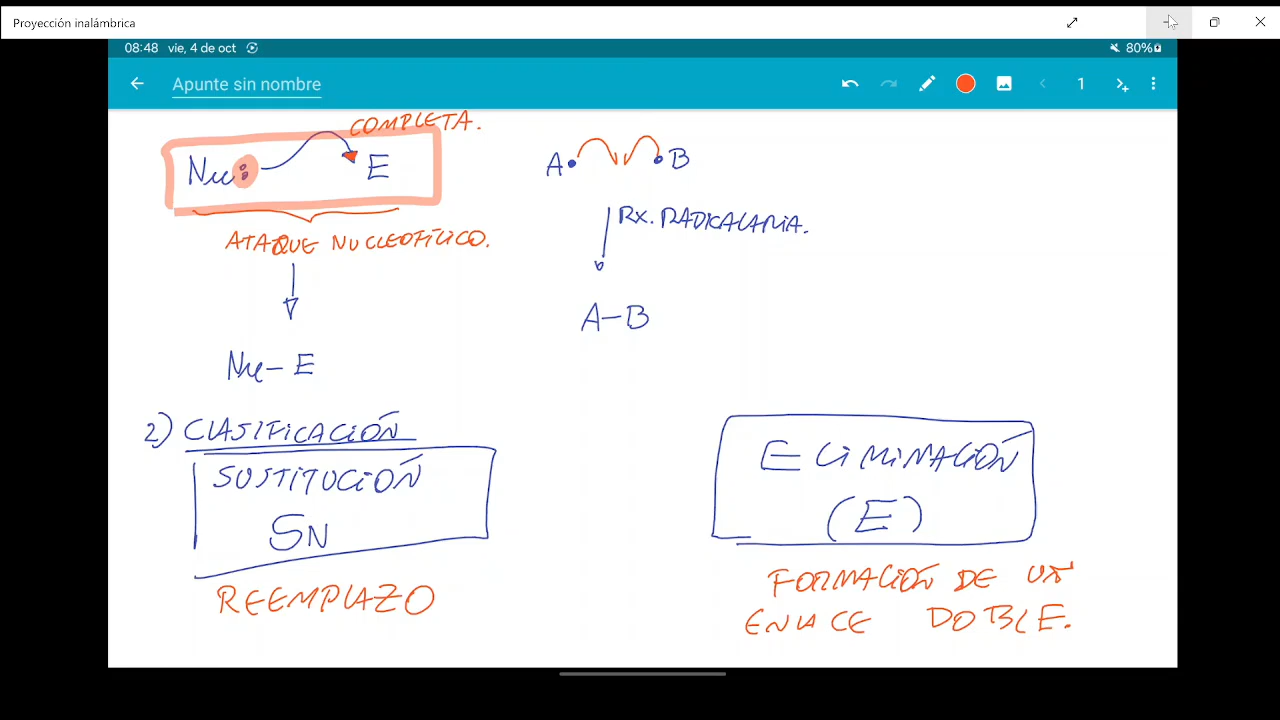 Proyección inalámbrica
08:48 vie, 4 de oct
80%
Apunte sin nombre
1
COMPLETA.
Nu: E
A B
ATAQUE NUCLEOFÍLICO.
RX. RADICALARIA.
A-B
Nu-E
2) CLASIFICACIÓN
SUSTITUCIÓN
SN
REEMPLAZO
ELIMINACIÓN
(E)
FORMACIÓN DE UN
ENLACE DOBLE.